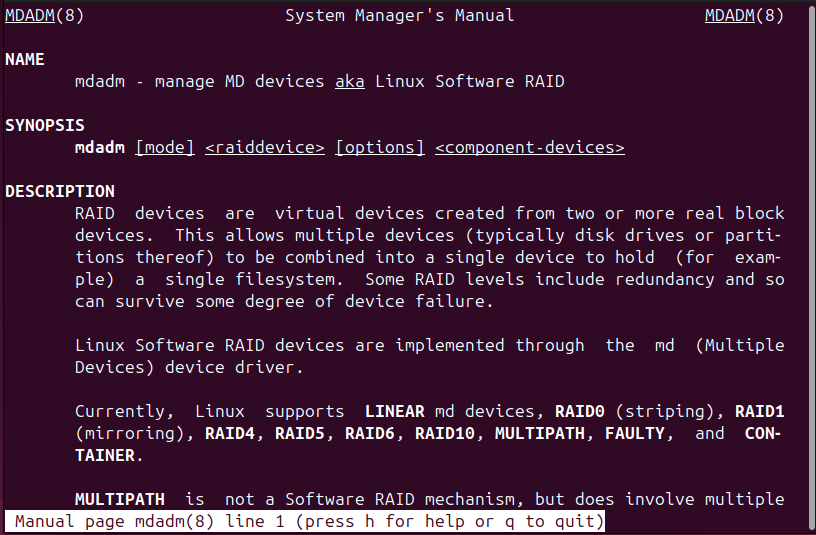 MDADM(8) System Manager's Manual MDADM(8)
NAME
mdadm - manage MD devices aka Linux Software RAID
SYNOPSIS
mdadm [mode] <raiddevice> [options] <component-devices>
DESCRIPTION
RAID devices are virtual devices created from two or more real block
devices. This allows multiple devices (typically disk drives or parti-
tions thereof) to be combined into a single device to hold (for exam-
ple) a single filesystem. Some RAID levels include redundancy and so
can survive some degree of device failure.
Linux Software RAID devices are implemented through the md (Multiple
Devices) device driver.
Currently, Linux supports LINEAR md devices, RAID0 (striping), RAID1
(mirroring), RAID4, RAID5, RAID6, RAID10, MULTIPATH, FAULTY, and CON-
TAINER.
MULTIPATH is not a Software RAID mechanism, but does involve multiple
Manual page mdadm(8) line 1 (press h for help or q to quit)